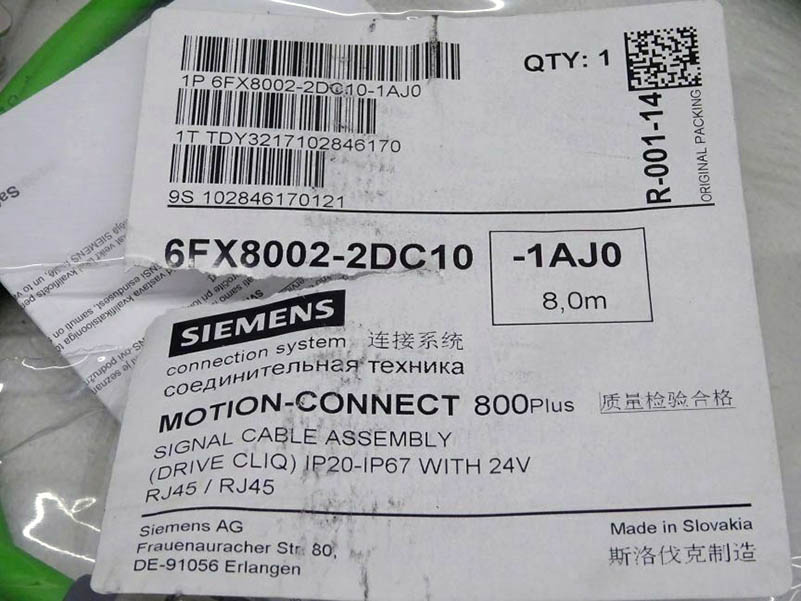 1P 6FX8002-2DC10-1AJ0
QTY: 1
1T TDY3217102846170
9S 102846170121
R-001-14
ORIGINAL PACKING
6FX8002-2DC10
-1AJ0
8,0m
SIEMENS
connection system 连接系统
соединительная техника
MOTION-CONNECT 800Plus 质量检验合格
SIGNAL CABLE ASSEMBLY
(DRIVE CLIQ) IP20-IP67 WITH 24V
RJ45 / RJ45
Siemens AG
Frauenauracher Str. 80,
DE-91056 Erlangen
Made in Slovakia
斯洛伐克制造